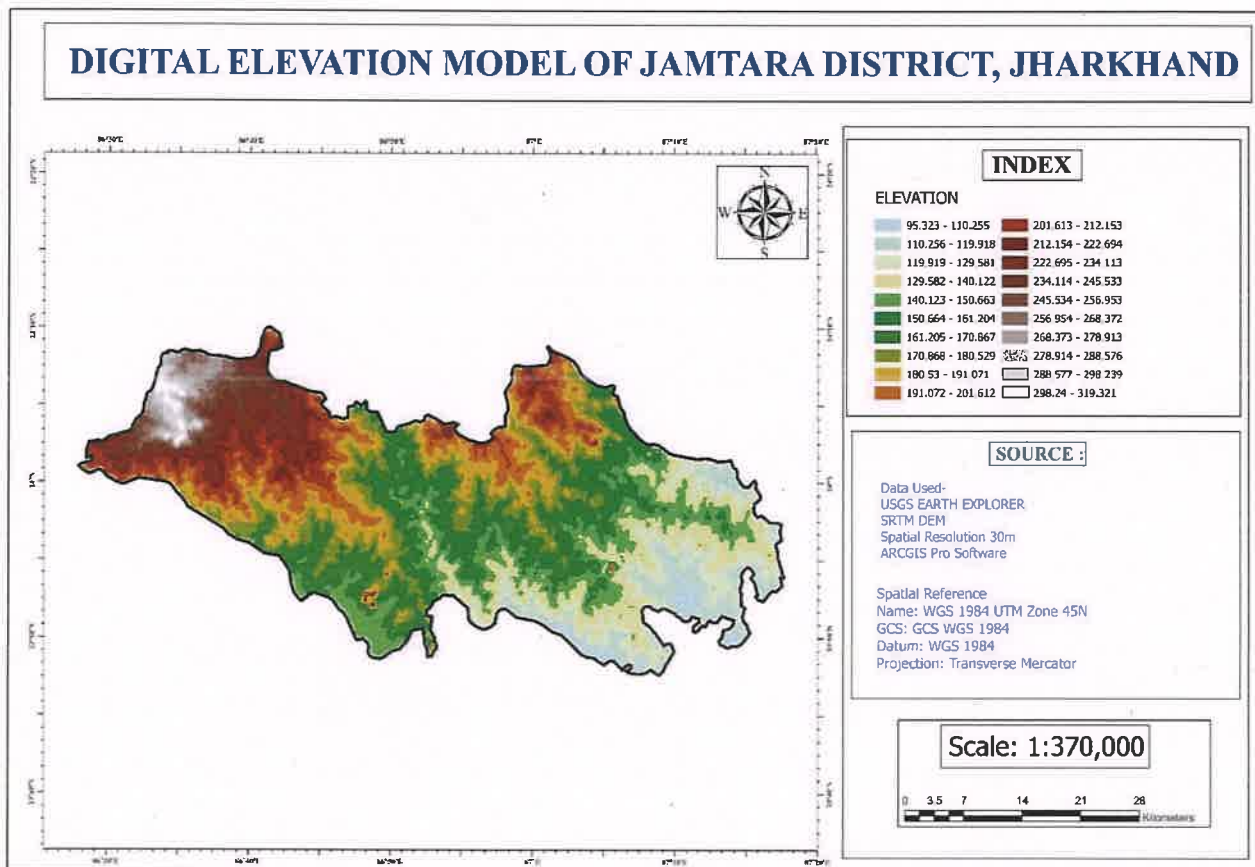 DIGITAL ELEVATION MODEL OF JAMTARA DISTRICT, JHARKHAND
N
W E
S
87°E
INDEX
ELEVATION
95.323 - 110.255
110.256 - 119.918
119.919 - 129.581
129.582 - 140.122
140.123 - 150.663
150.664 - 161.204
161.205 - 170.867
170.868 - 180.529
180.53 - 191.071
191.072 - 201.612
201.613 - 212.153
212.154 - 222.694
222.695 - 234.113
234.114 - 245.533
245.534 - 256.953
256.954 - 268.372
268.373 - 278.913
278.914 - 288.576
288.577 - 298.239
298.24 - 319.321
SOURCE :
Data Used-
USGS EARTH EXPLORER
SRTM DEM
Spatial Resolution 30m
ARCGIS Pro Software
Spatial Reference
Name: WGS 1984 UTM Zone 45N
GCS: GCS WGS 1984
Datum: WGS 1984
Projection: Transverse Mercator
Scale: 1:370,000
0 3.5 7 14 21 28
Kilometers